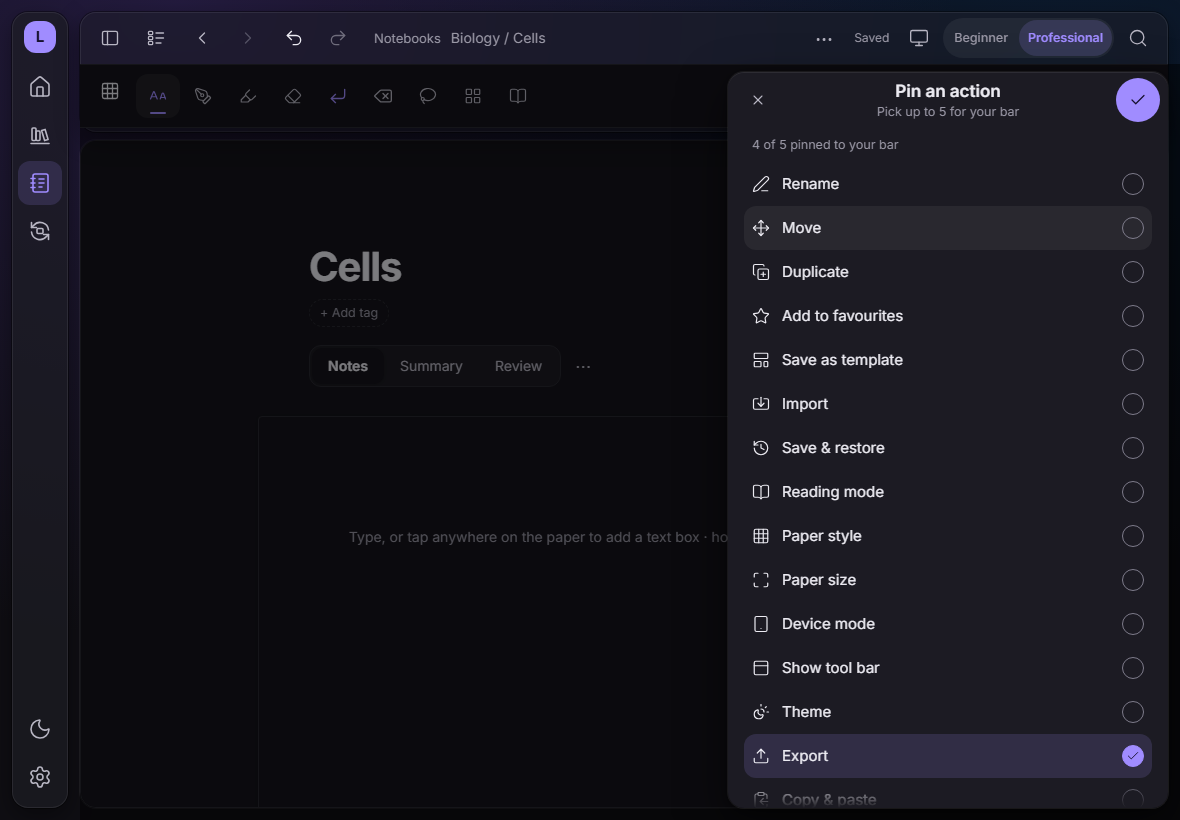 L
Notebooks Biology / Cells
Saved
Beginner
Professional
AA
Cells
+ Add tag
Notes
Summary
Review
Type, or tap anywhere on the paper to add a text box · ho
Pin an action
Pick up to 5 for your bar
4 of 5 pinned to your bar
Rename
Move
Duplicate
Add to favourites
Save as template
Import
Save & restore
Reading mode
Paper style
Paper size
Device mode
Show tool bar
Theme
Export
Copy & paste